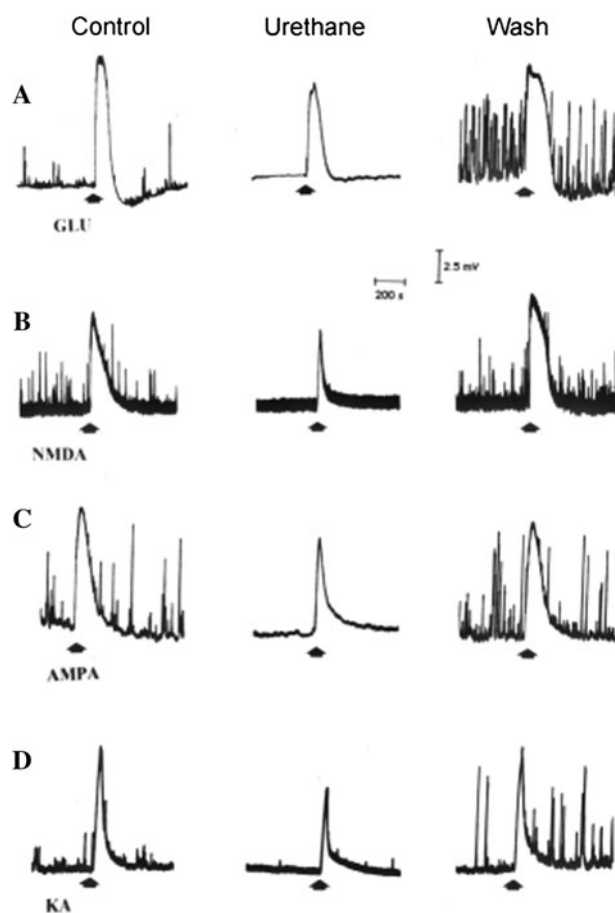 Control Urethane Wash
A
GLU
2.5 mV
200 s
B
NMDA
C
AMPA
D
KA